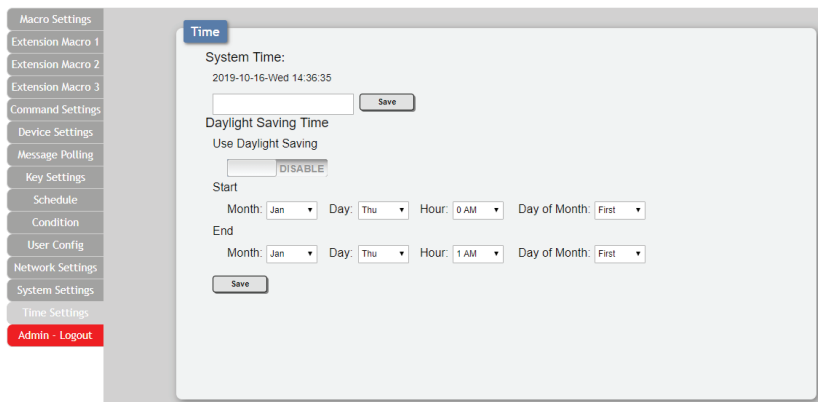 Macro Settings
Extension Macro 1
Extension Macro 2
Extension Macro 3
Command Settings
Device Settings
Message Polling
Key Settings
Schedule
Condition
User Config
Network Settings
System Settings
Time Settings
Admin - Logout
Time
System Time:
2019-10-16-Wed 14:36:35
Save
Daylight Saving Time
Use Daylight Saving
DISABLE
Start
Month: Jan Day: Thu Hour: 0 AM Day of Month: First
End
Month: Jan Day: Thu Hour: 1 AM Day of Month: First
Save